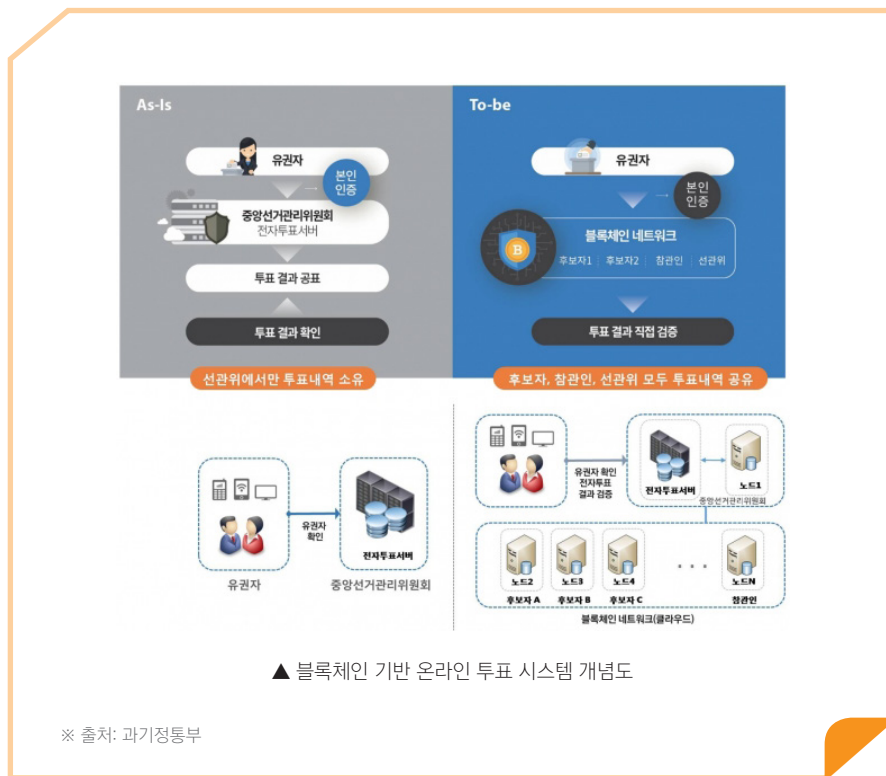 As-Is
유권자
본인
인증
중앙선거관리위원회
전자투표서버
투표 결과 공표
투표 결과 확인
선관위에서만 투표내역 소유
To-be
유권자
본인
인증
블록체인 네트워크
후보자1 | 후보자2 | 참관인 | 선관위
투표 결과 직접 검증
후보자, 참관인, 선관위 모두 투표내역 공유
유권자
확인
전자투표서버
유권자
중앙선거관리위원회
유권자 확인
전자투표
결과 검증
전자투표서버
노드1
중앙선거관리위원회
노드2 노드3 노드4 ... 노드N
후보자 A 후보자 B 후보자 C 참관인
블록체인 네트워크(클라우드)
▲ 블록체인 기반 온라인 투표 시스템 개념도
※ 출처: 과기정통부